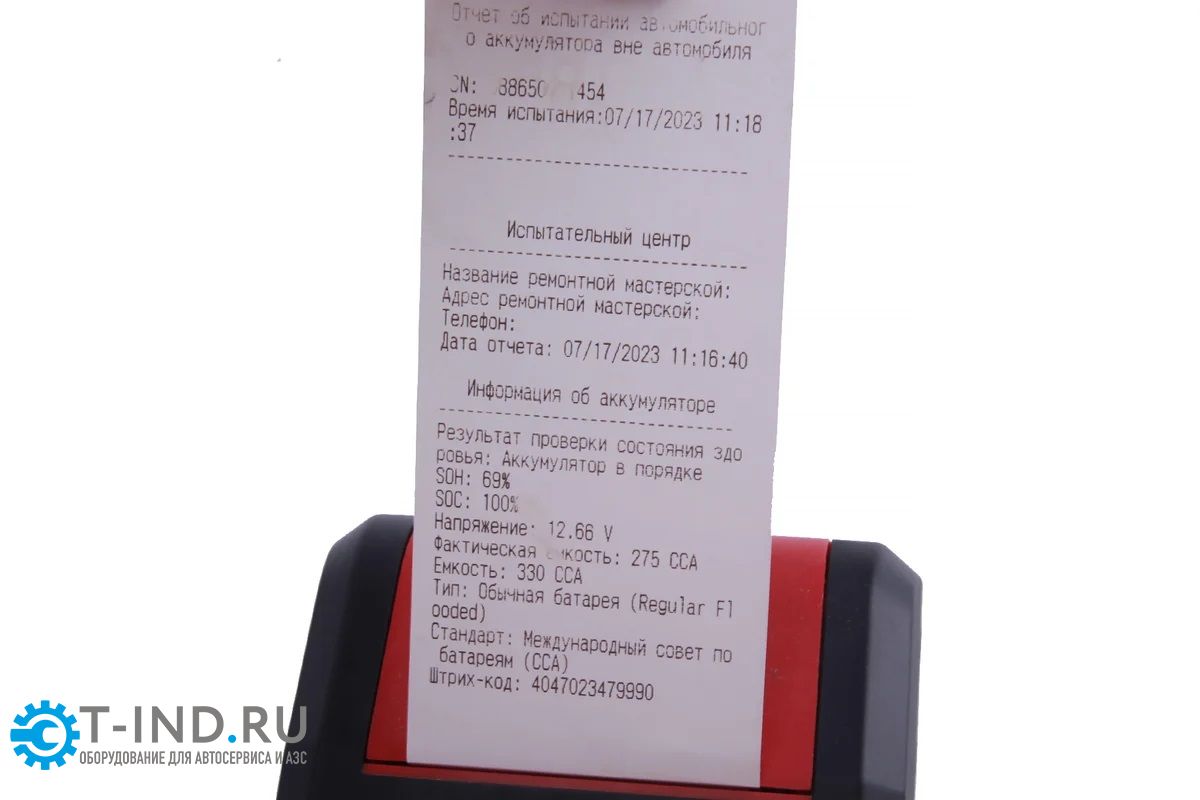 Отчет об испытании автомобильног
о аккумулятора вне автомобиля
SN: 454
Время испытания:07/17/2023 11:18
:37
Испытательный центр
Название ремонтной мастерской:
Адрес ремонтной мастерской:
Телефон:
Дата отчета: 07/17/2023 11:16:40
Информация об аккумуляторе
Результат проверки состояния здо
ровья: Аккумулятор в порядке
SOH: 69%
SOC: 100%
Напряжение: 12.66 V
Фактическая емкость: 275 CCA
Емкость: 330 CCA
Тип: Обычная батарея (Regular Fl
ooded)
Стандарт: Международный совет по
батареям (CCA)
Штрих-код: 4047023479990
GT-IND.RU
ОБОРУДОВАНИЕ ДЛЯ АВТОСЕРВИСА И АЗС